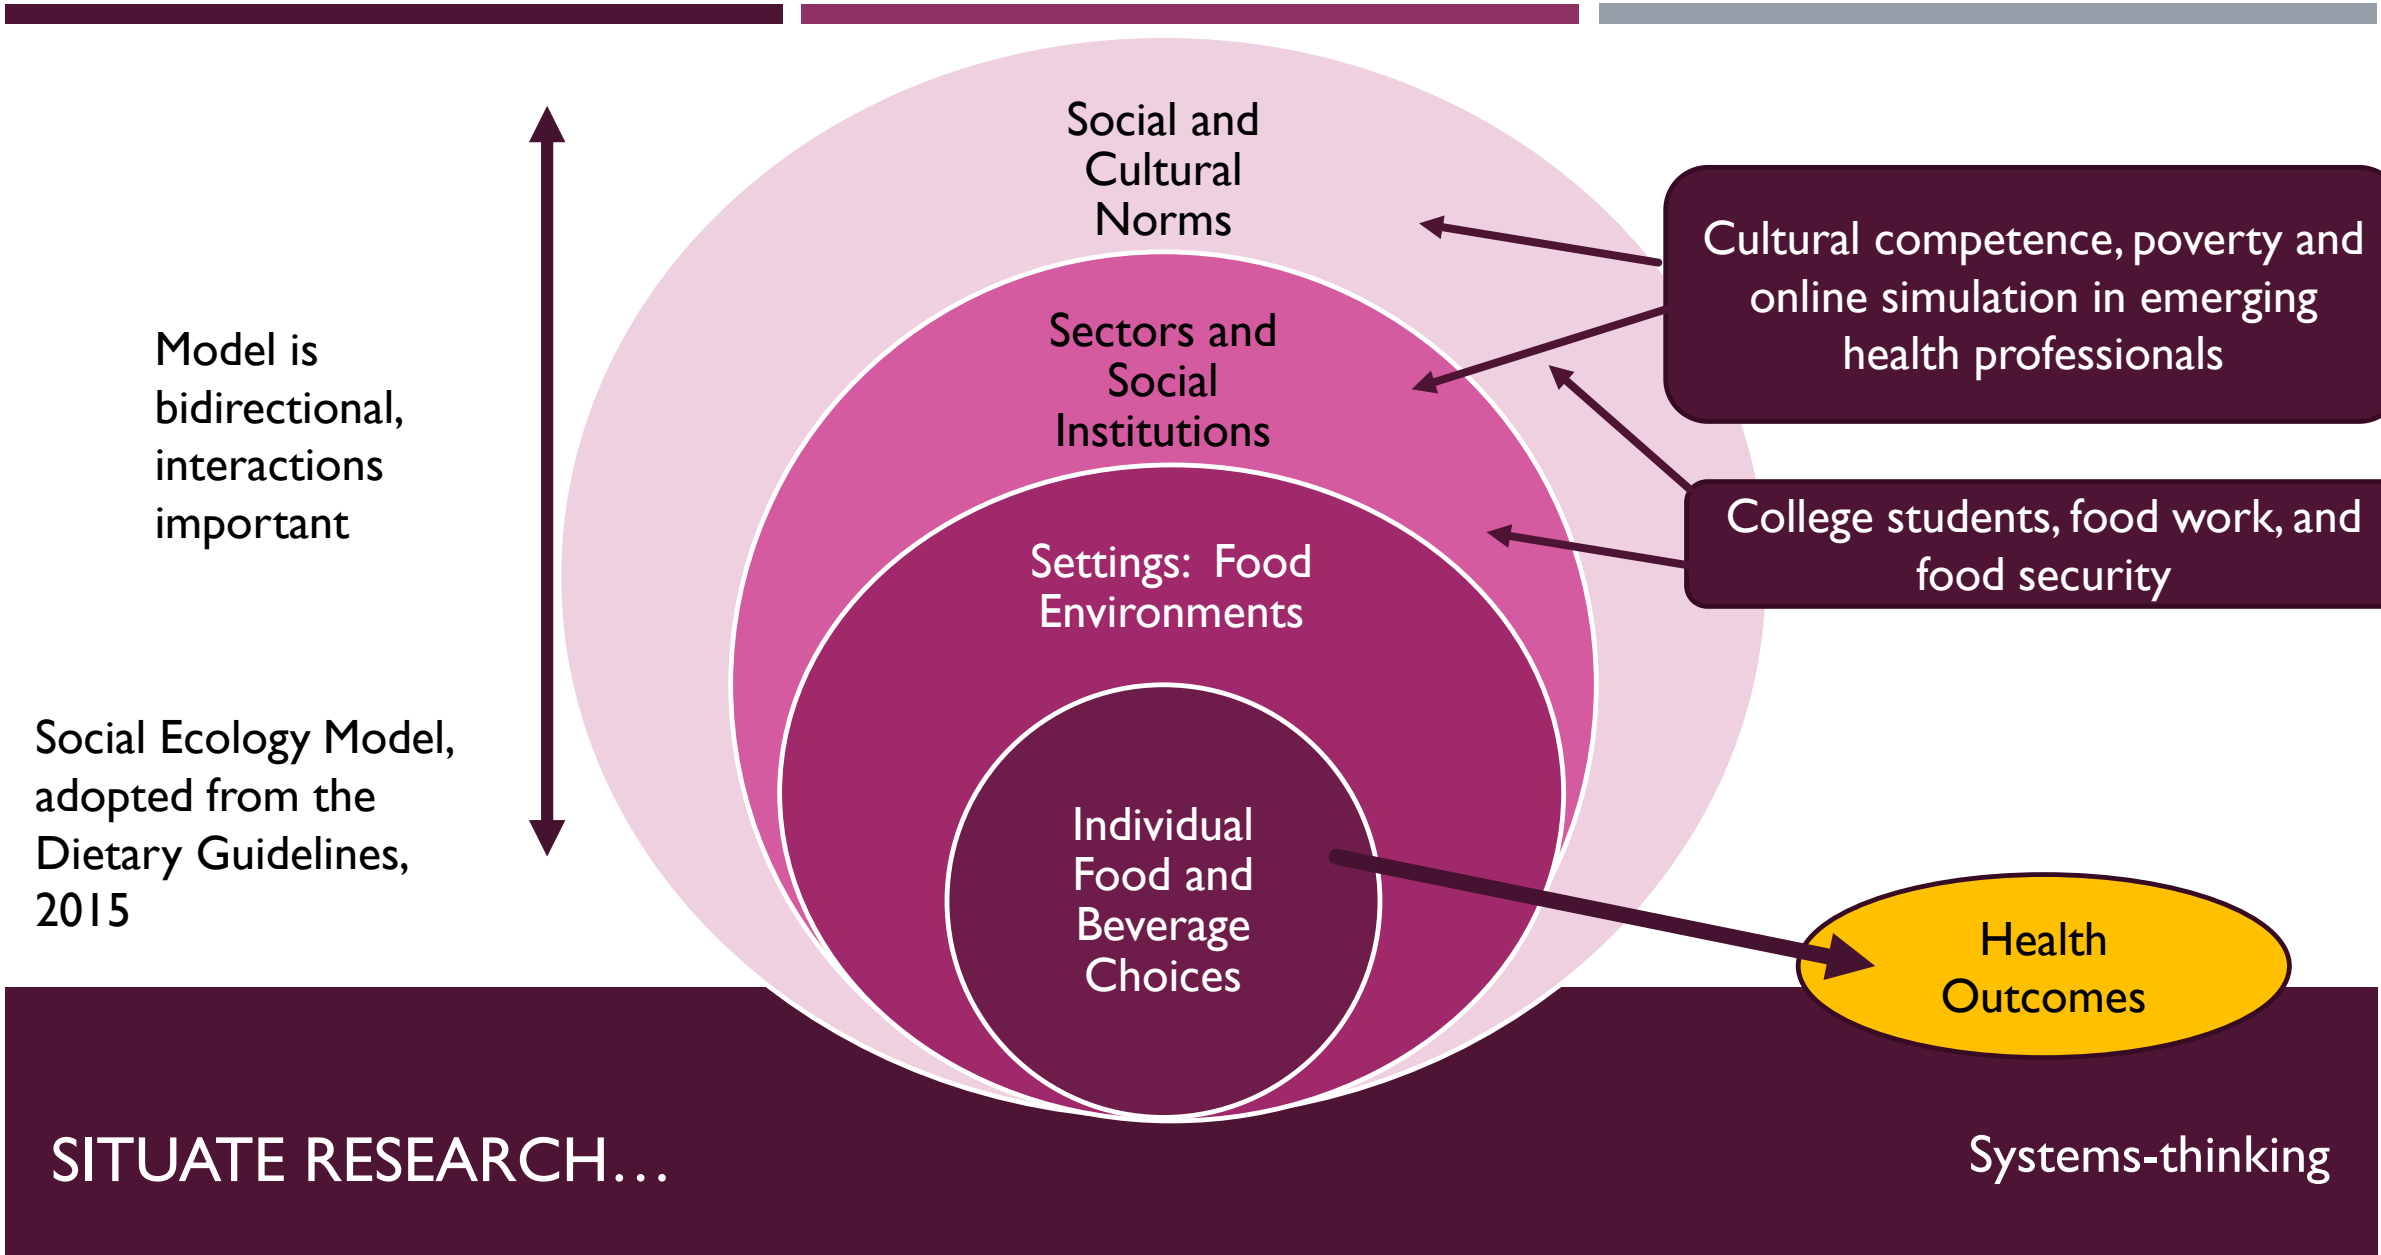 Social and
Cultural
Norms
Sectors and
Social
Institutions
Settings:  Food
Environments
Individual
Food and
Beverage
Choices
Model is
bidirectional,
interactions
important
Social Ecology Model,
adopted from the
Dietary Guidelines,
2015
Cultural competence, poverty and
online simulation in emerging
health professionals
College students, food work, and
food security
Health
Outcomes
SITUATE RESEARCH…
Systems-thinking